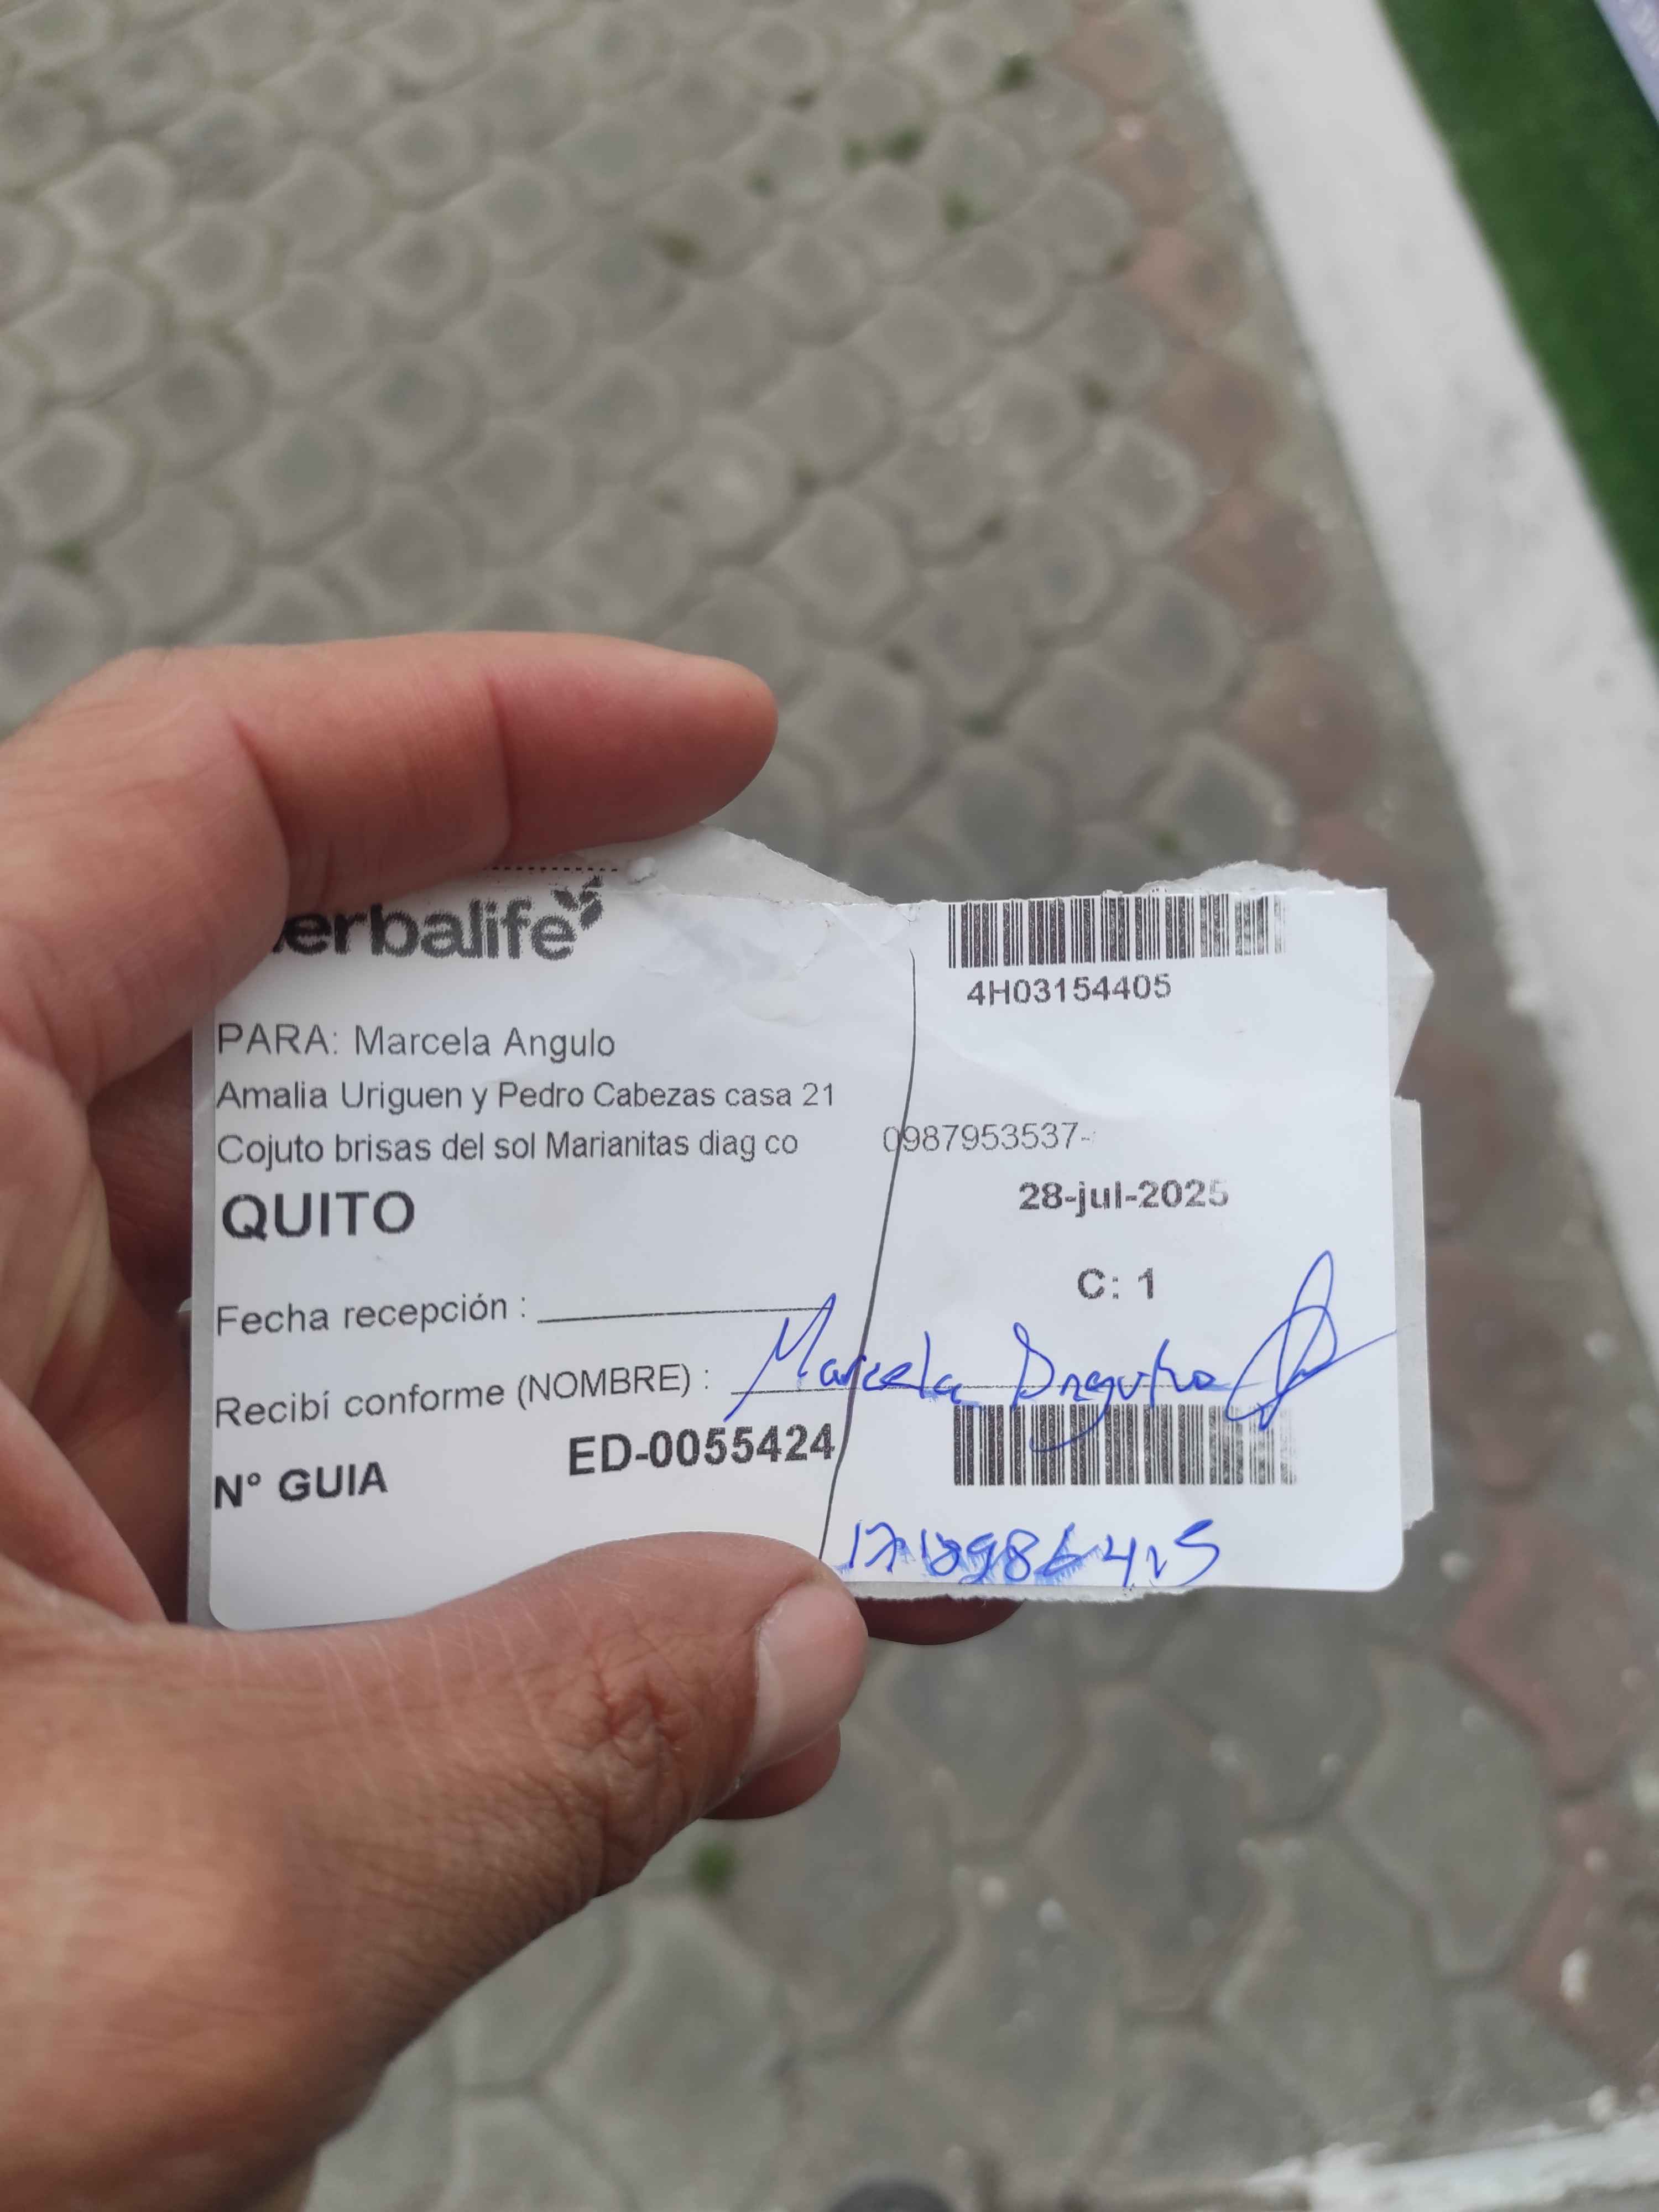 erbalife
4H03154405
PARA: Marcela Angulo
Amalia Uriguen y Pedro Cabezas casa 21
Cojuto brisas del sol Marianitas diag co
0987953537-
QUITO
28-jul-2025
C: 1
Fecha recepción :
Recibí conforme (NOMBRE) : Marcela
N° GUIA ED-0055424